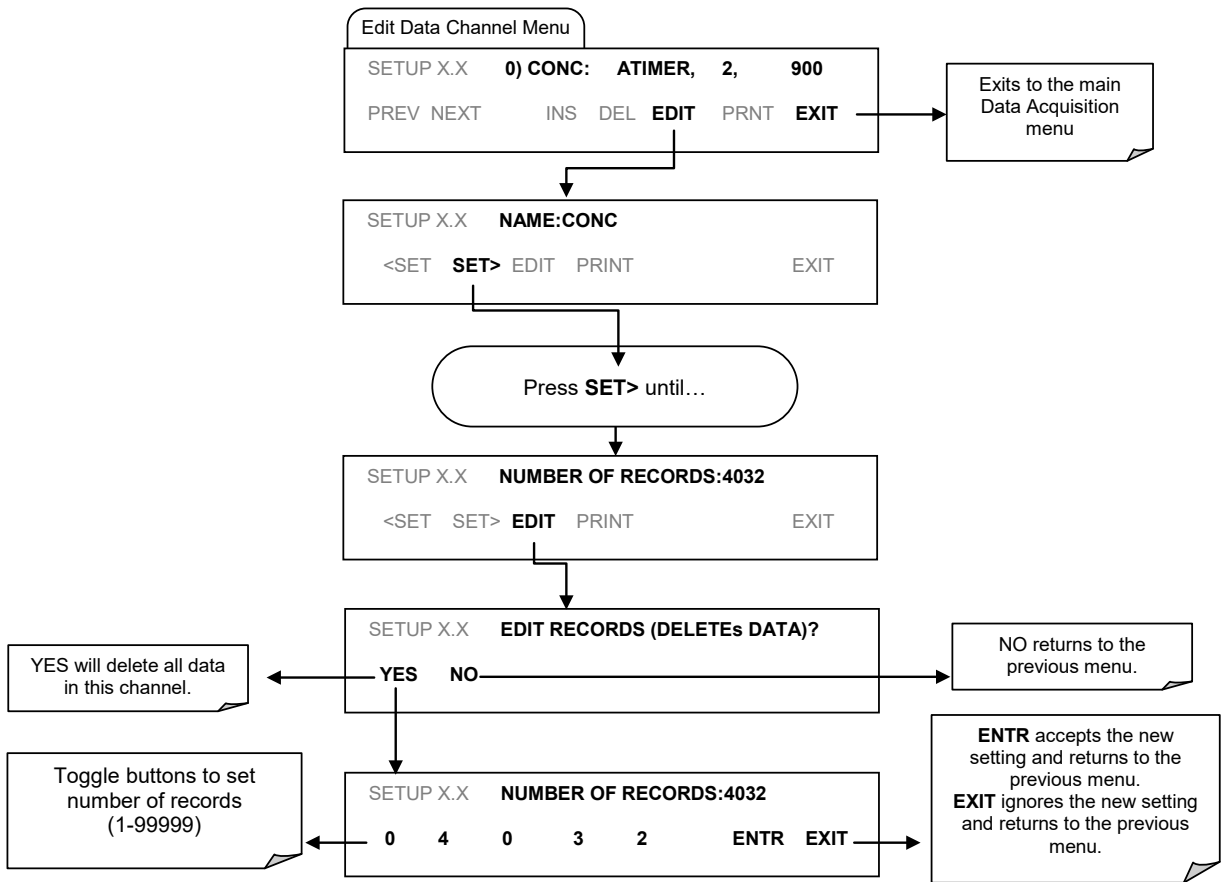 Edit Data Channel Menu
SETUP X.X 0) CONC: ATIMER, 2, 900
PREV NEXT INS DEL EDIT PRNT EXIT
Exits to the main
Data Acquisition
menu
SETUP X.X NAME:CONC
<SET SET> EDIT PRINT EXIT
Press SET> until…
SETUP X.X NUMBER OF RECORDS:4032
<SET SET> EDIT PRINT EXIT
SETUP X.X EDIT RECORDS (DELETEs DATA)?
YES NO
YES will delete all data
in this channel.
NO returns to the
previous menu.
Toggle buttons to set
number of records
(1-99999)
SETUP X.X NUMBER OF RECORDS:4032
0 4 0 3 2 ENTR EXIT
ENTR accepts the new
setting and returns to the
previous menu.
EXIT ignores the new setting
and returns to the previous
menu.